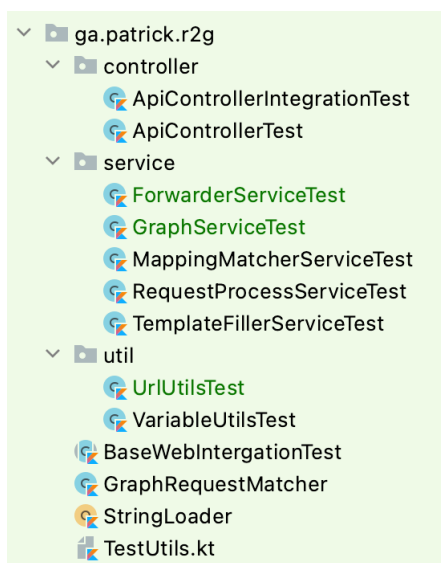 ga.patrick.r2g
controller
ApiControllerIntegrationTest
ApiControllerTest
service
ForwarderServiceTest
GraphServiceTest
MappingMatcherServiceTest
RequestProcessServiceTest
TemplateFillerServiceTest
util
UrlUtilsTest
VariableUtilsTest
BaseWebIntergationTest
GraphRequestMatcher
StringLoader
TestUtils.kt